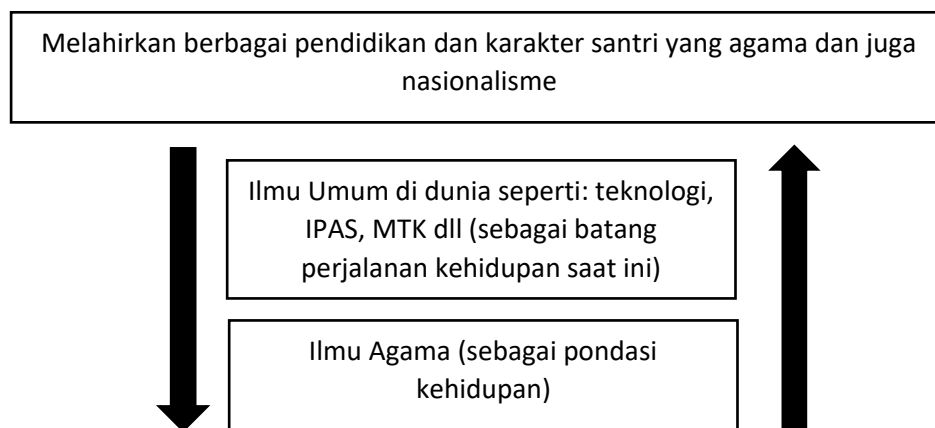 Melahirkan berbagai pendidikan dan karakter santri yang agama dan juga
nasionalisme
Ilmu Umum di dunia seperti: teknologi,
IPAS, MTK dll (sebagai batang
perjalanan kehidupan saat ini)
Ilmu Agama (sebagai pondasi
kehidupan)